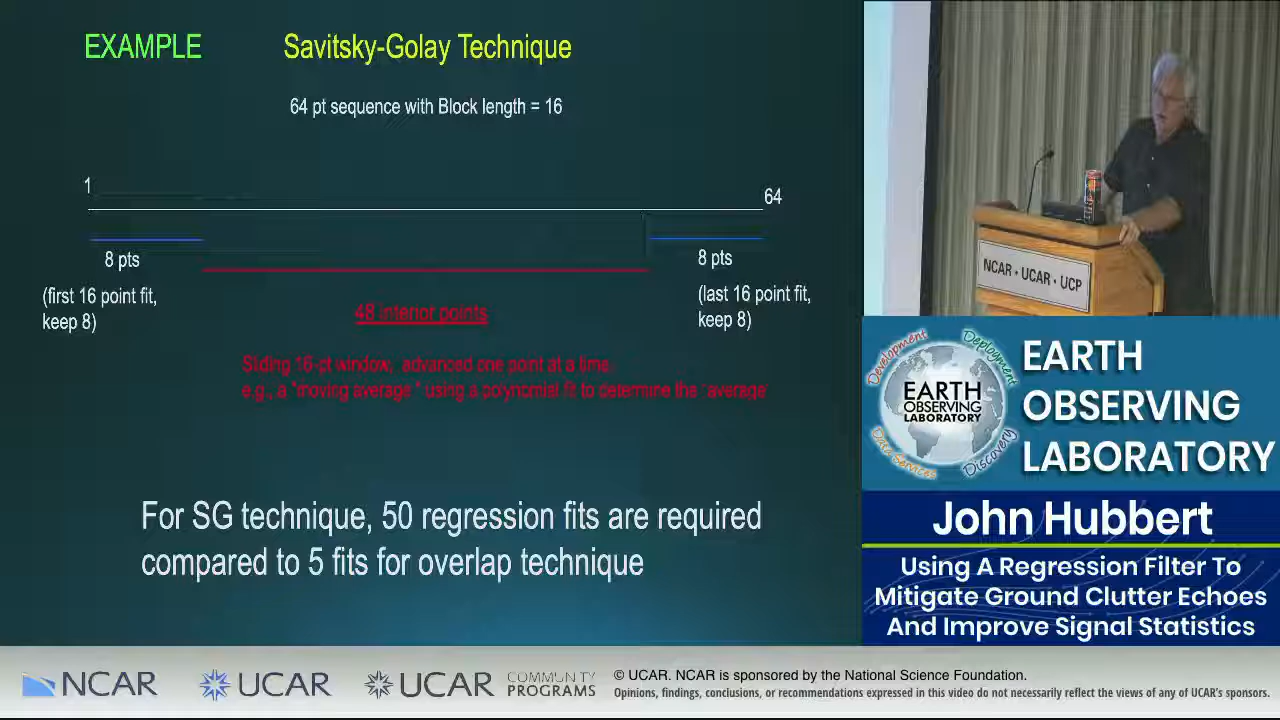 EXAMPLE
Savitsky-Golay Technique
64 pt sequence with Block length = 16
1
64
8 pts
(first 16 point fit,
keep 8)
8 pts
(last 16 point fit,
keep 8)
48 interior points
Sliding 16-pt window, advanced one point at a time.
e.g., a "moving average " using a polynomial fit to determine the 'average'
For SG technique, 50 regression fits are required
compared to 5 fits for overlap technique
NCAR • UCAR • UCP
Development
Deployment
EARTH
OBSERVING
LABORATORY
Data Services
Discovery
EARTH
OBSERVING
LABORATORY
John Hubbert
Using A Regression Filter To
Mitigate Ground Clutter Echoes
And Improve Signal Statistics
NCAR
UCAR
UCAR
COMMUNITY
PROGRAMS
© UCAR. NCAR is sponsored by the National Science Foundation.
Opinions, findings, conclusions, or recommendations expressed in this video do not necessarily reflect the views of any of UCAR's sponsors.